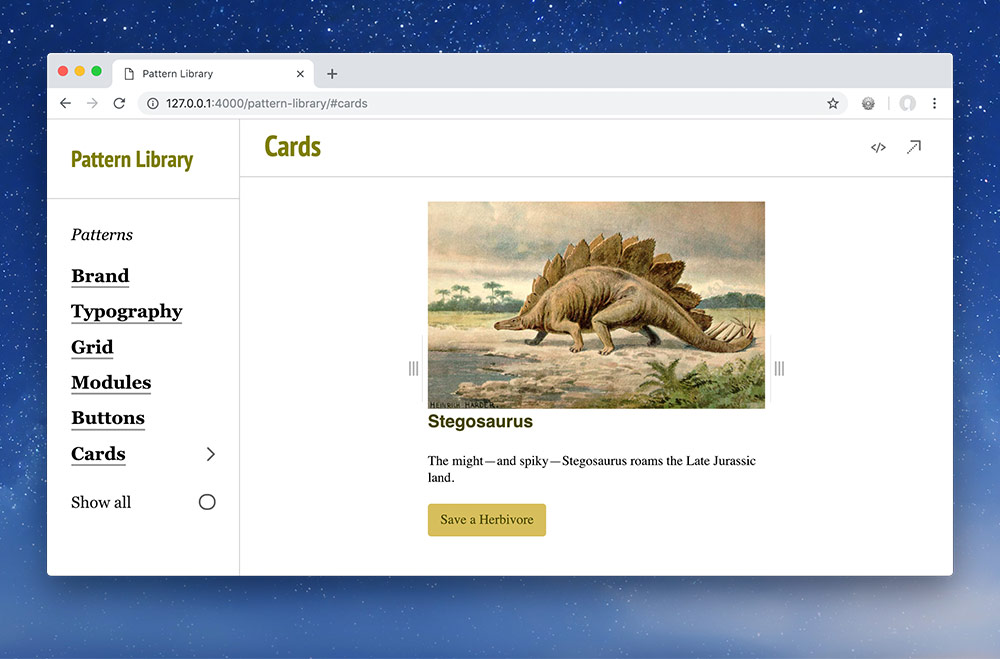 Pattern Library
127.0.0.1:4000/pattern-library/#cards
Pattern Library
Cards
Patterns
Brand
Typography
Grid
Modules
Buttons
Cards
Show all
</>
HEINRICH HARDER.
Stegosaurus
The might—and spiky—Stegosaurus roams the Late Jurassic
land.
Save a Herbivore